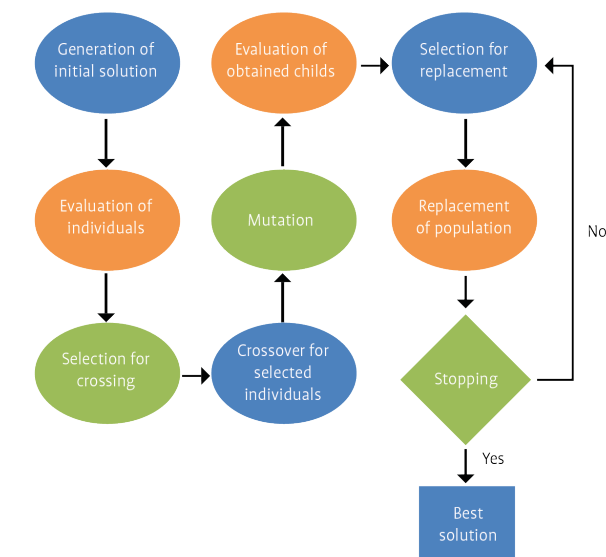 Generation of
initial solution
Evaluation of
individuals
Selection for
crossing
Crossover for
selected
individuals
Mutation
Evaluation of
obtained childs
Selection for
replacement
Replacement
of population
Stopping
No
Yes
Best
solution